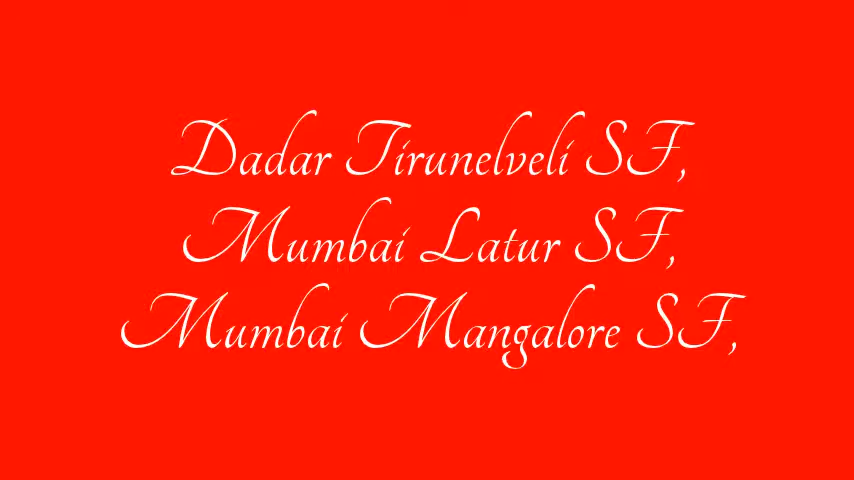 Dadar Tirunelveli SF,
Mumbai Latur SF,
Mumbai Mangalore SF,